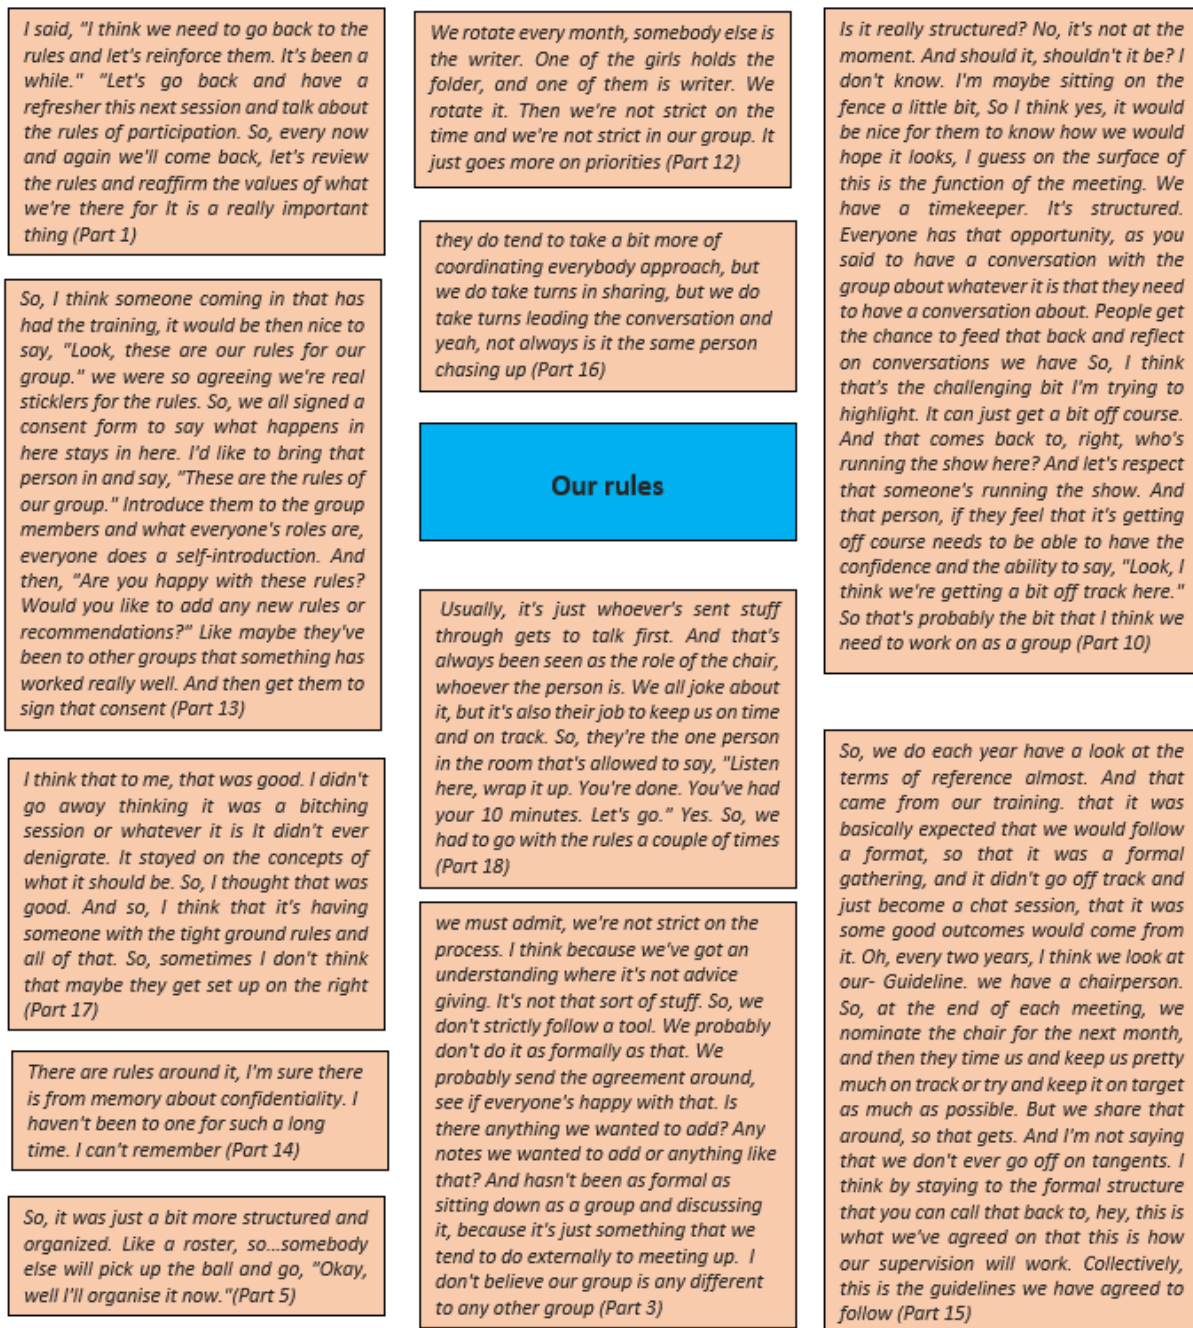 I said, "I think we need to go back to the
rules and let's reinforce them. It's been a
while." "Let's go back and have a
refresher this next session and talk about
the rules of participation. So, every now
and again we'll come back, let's review
the rules and reaffirm the values of what
we're there for It is a really important
thing (Part 1)
So, I think someone coming in that has
had the training, it would be then nice to
say, "Look, these are our rules for our
group." we were so agreeing we're real
sticklers for the rules. So, we all signed a
consent form to say what happens in
here stays in here. I'd like to bring that
person in and say, "These are the rules of
our group." Introduce them to the group
members and what everyone's roles are,
everyone does a self-introduction. And
then, "Are you happy with these rules?
Would you like to add any new rules or
recommendations?" Like maybe they've
been to other groups that something has
worked really well. And then get them to
sign that consent (Part 13)
I think that to me, that was good. I didn't
go away thinking it was a bitching
session or whatever it is It didn't ever
denigrate. It stayed on the concepts of
what it should be. So, I thought that was
good. And so, I think that it's having
someone with the tight ground rules and
all of that. So, sometimes I don't think
that maybe they get set up on the right
(Part 17)
There are rules around it, I'm sure there
is from memory about confidentiality. I
haven't been to one for such a long
time. I can't remember (Part 14)
So, it was just a bit more structured and
organized. Like a roster, so...somebody
else will pick up the ball and go, "Okay,
well I'll organise it now."(Part 5)
We rotate every month, somebody else is
the writer. One of the girls holds the
folder, and one of them is writer. We
rotate it. Then we're not strict on the
time and we're not strict in our group. It
just goes more on priorities (Part 12)
they do tend to take a bit more of
coordinating everybody approach, but
we do take turns in sharing, but we do
take turns leading the conversation and
yeah, not always is it the same person
chasing up (Part 16)
Our rules
Usually, it's just whoever's sent stuff
through gets to talk first. And that's
always been seen as the role of the chair,
whoever the person is. We all joke about
it, but it's also their job to keep us on time
and on track. So, they're the one person
in the room that's allowed to say, "Listen
here, wrap it up. You're done. You've had
your 10 minutes. Let's go." Yes. So, we
had to go with the rules a couple of times
(Part 18)
we must admit, we're not strict on the
process. I think because we've got an
understanding where it's not advice
giving. It's not that sort of stuff. So, we
don't strictly follow a tool. We probably
don't do it as formally as that. We
probably send the agreement around,
see if everyone's happy with that. Is
there anything we wanted to add? Any
notes we wanted to add or anything like
that? And hasn't been as formal as
sitting down as a group and discussing
it, because it's just something that we
tend to do externally to meeting up. I
don't believe our group is any different
to any other group (Part 3)
Is it really structured? No, it's not at the
moment. And should it, shouldn't it be? I
don't know. I'm maybe sitting on the
fence a little bit, So I think yes, it would
be nice for them to know how we would
hope it looks, I guess on the surface of
this is the function of the meeting. We
have a timekeeper. It's structured.
Everyone has that opportunity, as you
said to have a conversation with the
group about whatever it is that they need
to have a conversation about. People get
the chance to feed that back and reflect
on conversations we have So, I think
that's the challenging bit I'm trying to
highlight. It can just get a bit off course.
And that comes back to, right, who's
running the show here? And let's respect
that someone's running the show. And
that person, if they feel that it's getting
off course needs to be able to have the
confidence and the ability to say, "Look, I
think we're getting a bit off track here."
So that's probably the bit that I think we
need to work on as a group (Part 10)
So, we do each year have a look at the
terms of reference almost. And that
came from our training. that it was
basically expected that we would follow
a format, so that it was a formal
gathering, and it didn't go off track and
just become a chat session, that it was
some good outcomes would come from
it. Oh, every two years, I think we look at
our- Guideline. we have a chairperson.
So, at the end of each meeting, we
nominate the chair for the next month,
and then they time us and keep us pretty
much on track or try and keep it on target
as much as possible. But we share that
around, so that gets. And I'm not saying
that we don't ever go off on tangents. I
think by staying to the formal structure
that you can call that back to, hey, this is
what we've agreed on that this is how
our supervision will work. Collectively,
this is the guidelines we have agreed to
follow (Part 15)